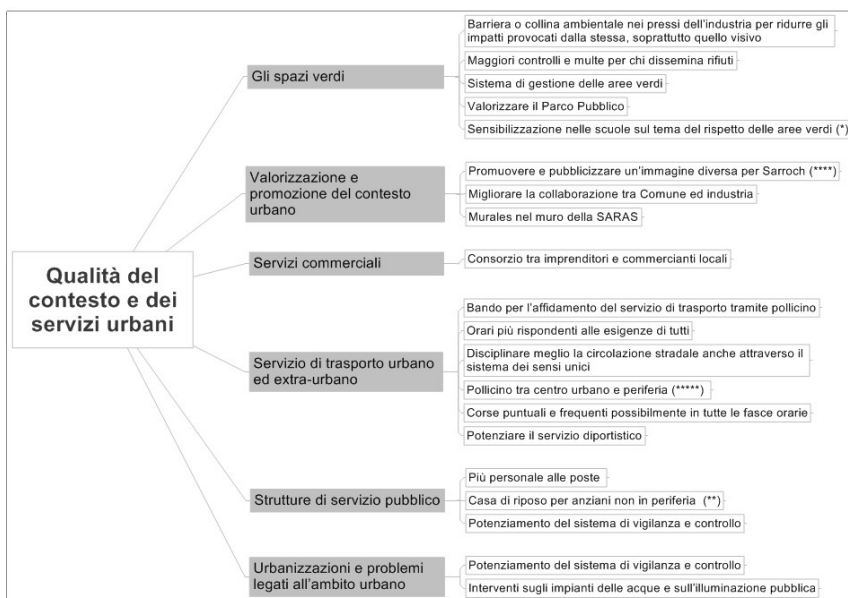 Qualità del
contesto e dei
servizi urbani
Gli spazi verdi
Barriera o collina ambientale nei pressi dell'industria per ridurre gli
impatti provocati dalla stessa, soprattutto quello visivo
Maggiori controlli e multe per chi dissemina rifiuti
Sistema di gestione delle aree verdi
Valorizzare il Parco Pubblico
Sensibilizzazione nelle scuole sul tema del rispetto delle aree verdi (*)
Valorizzazione e
promozione del contesto
urbano
Promuovere e pubblicizzare un'immagine diversa per Sarroch (****)
Migliorare la collaborazione tra Comune ed industria
Murales nel muro della SARAS
Servizi commerciali
Consorzio tra imprenditori e commercianti locali
Servizio di trasporto urbano
ed extra-urbano
Bando per l'affidamento del servizio di trasporto tramite pollicino
Orari più rispondenti alle esigenze di tutti
Disciplinare meglio la circolazione stradale anche attraverso il
sistema dei sensi unici
Pollicino tra centro urbano e periferia (*****)
Corse puntuali e frequenti possibilmente in tutte le fasce orarie
Potenziare il servizio diportistico
Strutture di servizio pubblico
Più personale alle poste
Casa di riposo per anziani non in periferia (**)
Potenziamento del sistema di vigilanza e controllo
Urbanizzazioni e problemi
legati all'ambito urbano
Potenziamento del sistema di vigilanza e controllo
Interventi sugli impianti delle acque e sull'illuminazione pubblica